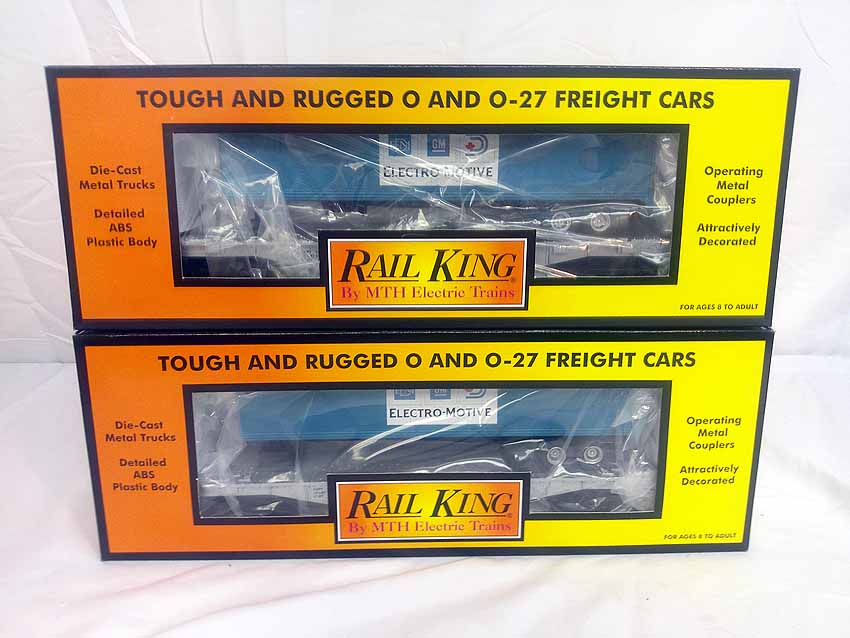 TOUGH AND RUGGED O AND O-27 FREIGHT CARS
Die-Cast
Metal Trucks
Detailed
ABS
Plastic Body
GM
ELECTRO-MOTIVE
Operating
Metal
Couplers
Attractively
Decorated
RAIL KING®
By MTH Electric Trains
FOR AGES 8 TO ADULT
TOUGH AND RUGGED O AND O-27 FREIGHT CARS
Die-Cast
Metal Trucks
Detailed
ABS
Plastic Body
GM
ELECTRO-MOTIVE
Operating
Metal
Couplers
Attractively
Decorated
RAIL KING®
By MTH Electric Trains
FOR AGES 8 TO ADULT